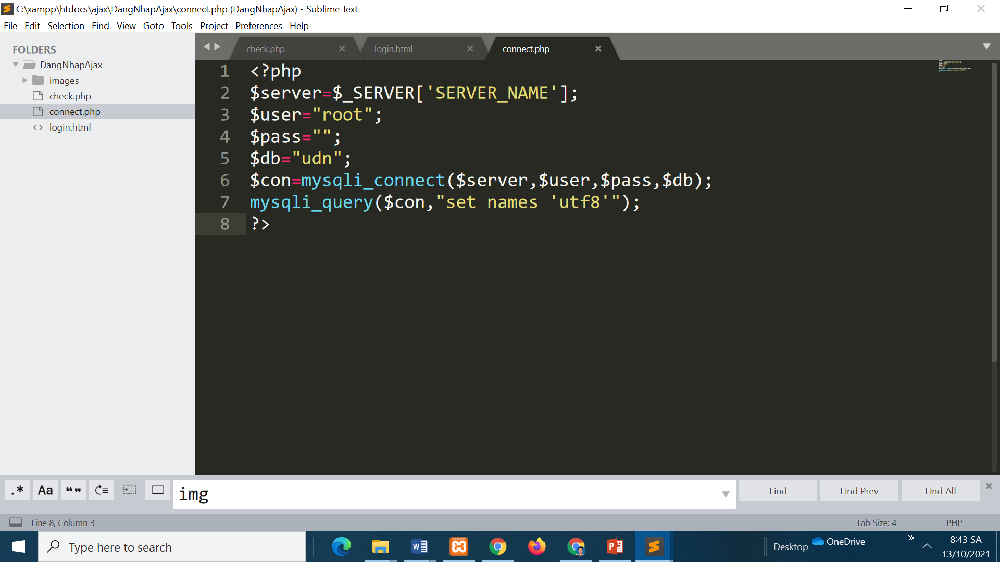 C:\xampp\htdocs\ajax\DangNhapAjax\connect.php (DangNhapAjax) - Sublime Text
File Edit Selection Find View Goto Tools Project Preferences Help
FOLDERS
DangNhapAjax
images
check.php
connect.php
login.html
check.php login.html connect.php
1 <?php
2 $server=$_SERVER['SERVER_NAME'];
3 $user="root";
4 $pass="";
5 $db="udn";
6 $con=mysqli_connect($server,$user,$pass,$db);
7 mysqli_query($con,"set names 'utf8'");
8 ?>
.* Aa “” img Find Find Prev Find All
Line 8, Column 3 Tab Size: 4 PHP
Type here to search Desktop OneDrive 8:43 SA
13/10/2021